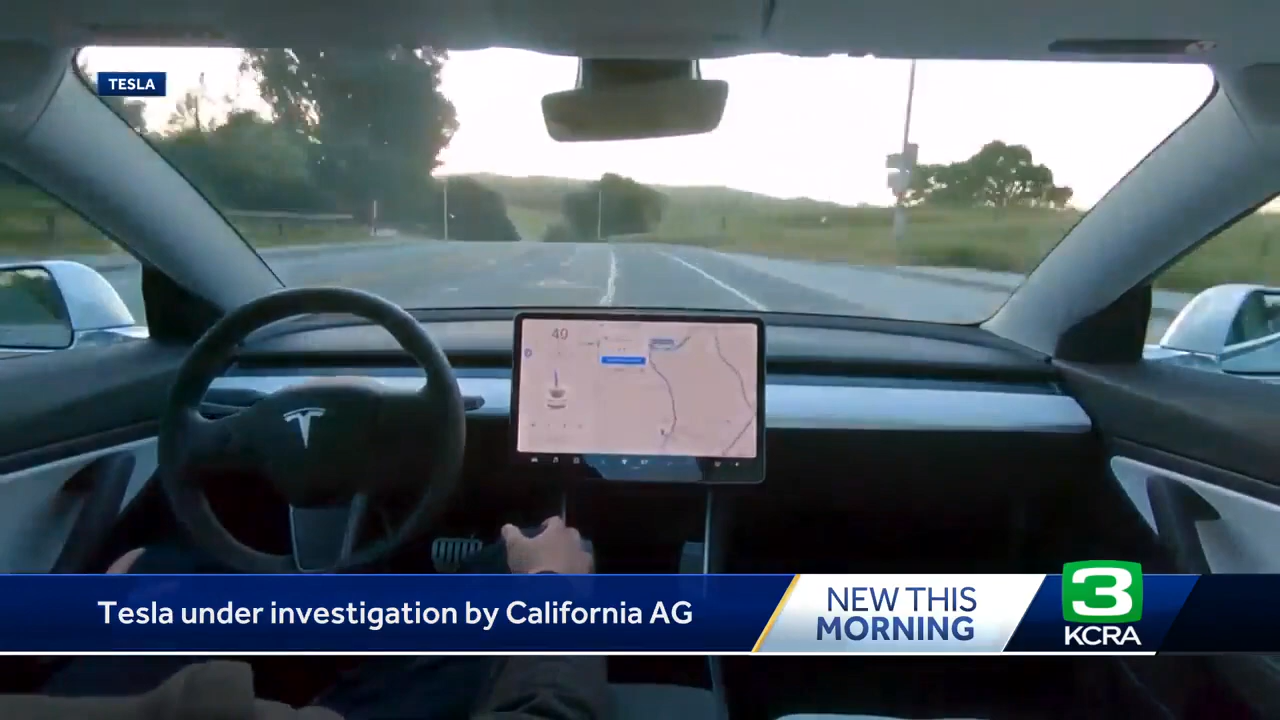 TESLA
40
Tesla under investigation by California AG
NEW THIS
MORNING
3
KCRA